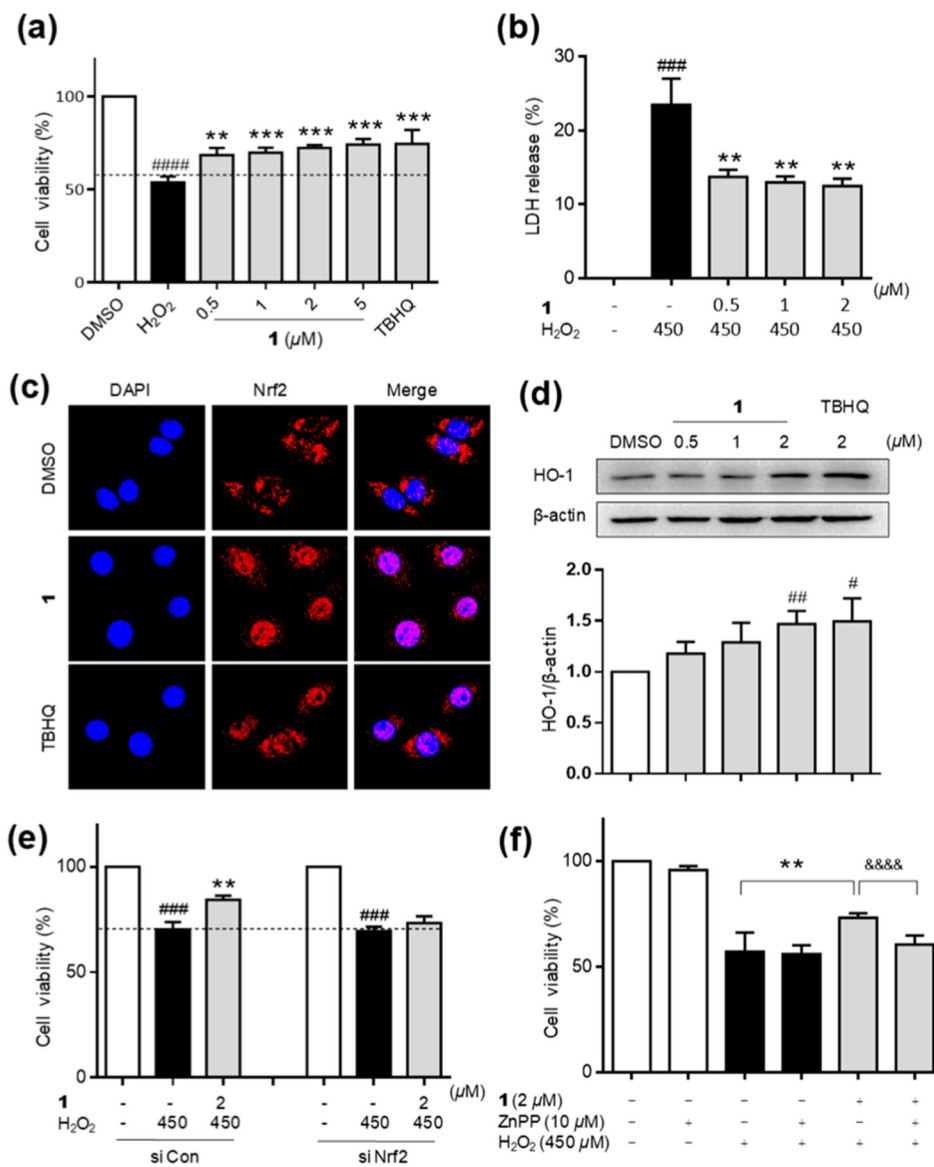 (a)
Cell viability (%)
100
50
0
####
**
***
***
***
***
DMSO
H₂O₂
0.5
1
2
5
TBHQ
1 (µM)
(b)
LDH release (%)
30
20
10
0
###
**
**
**
1 - - 0.5 1 2 (µM)
H₂O₂ - 450 450 450 450
(c)
DAPI Nrf2 Merge
DMSO
1
TBHQ
(d)
1 TBHQ
DMSO 0.5 1 2 2 (µM)
HO-1
β-actin
HO-1/β-actin
2.0
1.5
1.0
0.5
0.0
##
#
(e)
Cell viability (%)
100
50
0
###
**
###
1 - - 2 - - 2 (µM)
H₂O₂ - 450 450 - 450 450
si Con si Nrf2
(f)
Cell viability (%)
100
50
0
**
&&&&
1 (2 µM) - - - - + +
ZnPP (10 µM) - + - + - +
H₂O₂ (450 µM) - - + + + +